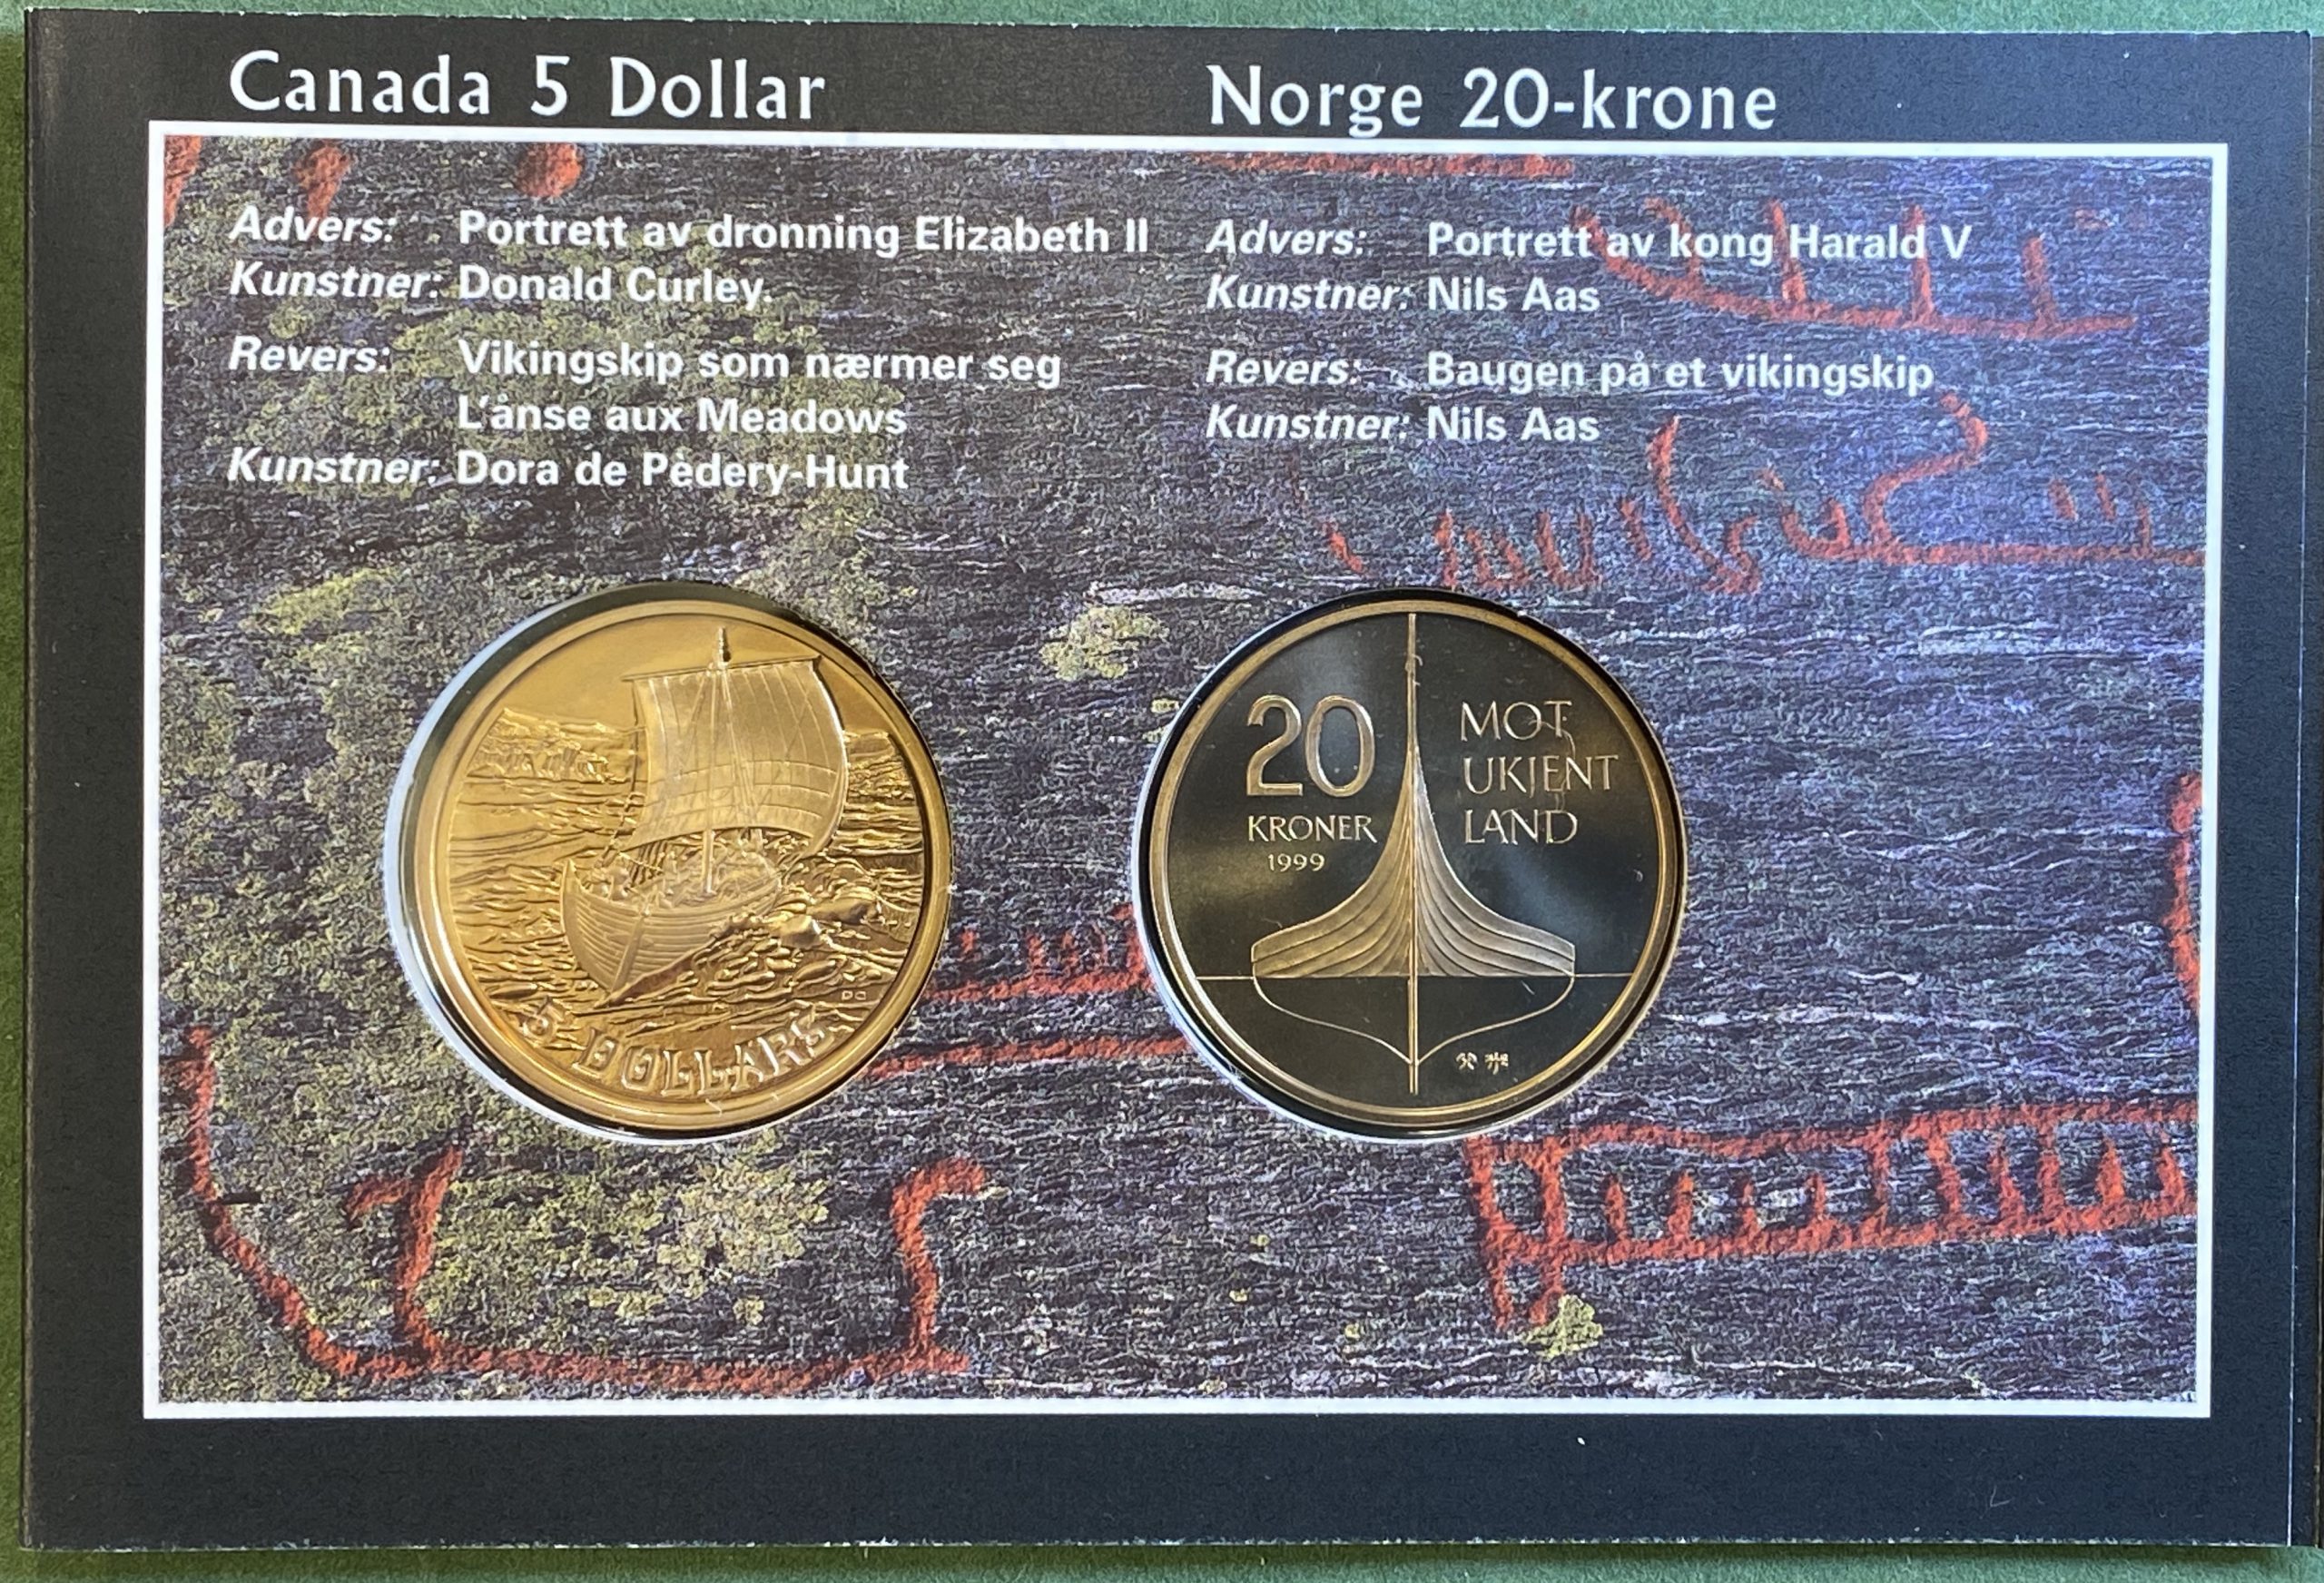 Canada 5 Dollar
Advers: Portrett av dronning Elizabeth II
Kunstner: Donald Curley.
Revers: Vikingskip som nærmer seg
L'ånse aux Meadows
Kunstner: Dora de Pèdery-Hunt
5 DOLLARS
DC
Norge 20-krone
Advers: Portrett av kong Harald V
Kunstner: Nils Aas
Revers: Baugen på et vikingskip
Kunstner: Nils Aas
20
KRONER
1999
MOT
UKJENT
LAND